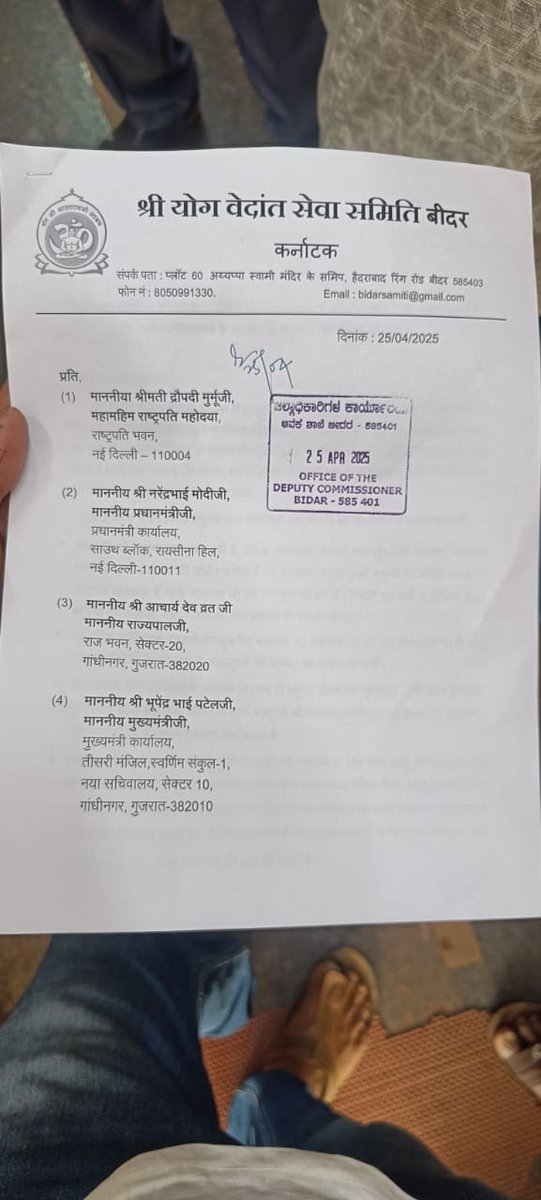 श्री योग वेदांत सेवा समिति बीदर
कर्नाटक
संपर्क पता : प्लॉट 60 अय्यप्पा स्वामी मंदिर के समिप, हैदराबाद रिंग रोड बीदर 585403
फोन नं : 8050991330.
Email : bidarsamiti@gmail.com
दिनांक : 25/04/2025
प्रति,
(1) माननीया श्रीमती द्रौपदी मुर्मूजी,
महामहिम राष्ट्रपति महोदया,
राष्ट्रपति भवन,
नई दिल्ली – 110004
ಜಿಲ್ಲಾಧಿಕಾರಿಗಳ
ಆವಕ ಶಾಖೆ ಬೀದರ - 585401
25 APR 2025
OFFICE OF THE
DEPUTY COMMISSIONER
BIDAR - 585 401
(2) माननीय श्री नरेंद्रभाई मोदीजी,
माननीय प्रधानमंत्रीजी,
प्रधानमंत्री कार्यालय,
साउथ ब्लॉक, रायसीना हिल,
नई दिल्ली-110011
(3) माननीय श्री आचार्य देव व्रत जी
माननीय राज्यपालजी,
राज भवन, सेक्टर-20,
गांधीनगर, गुजरात-382020
(4) माननीय श्री भूपेंद्र भाई पटेलजी,
माननीय मुख्यमंत्रीजी,
मुख्यमंत्री कार्यालय,
तीसरी मंजिल,स्वर्णिम संकुल-1,
नया सचिवालय, सेक्टर 10,
गांधीनगर, गुजरात-382010